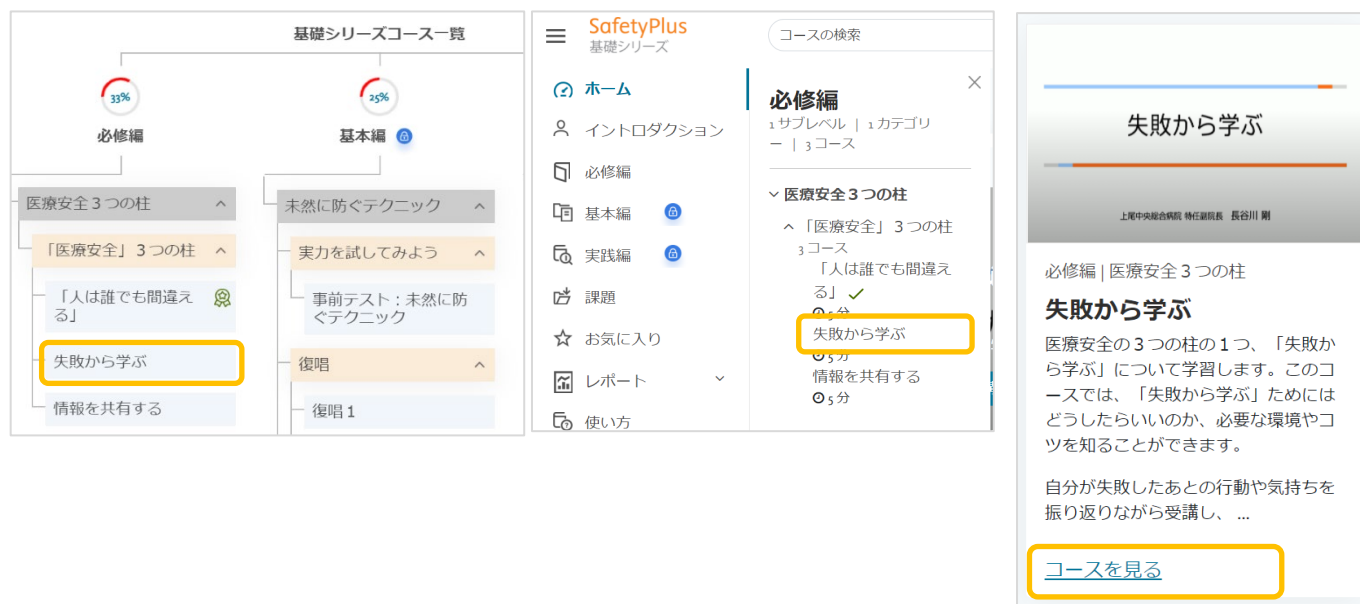 基礎シリーズコース一覧
33%
25%
必修編
基本編
医療安全３つの柱
未然に防ぐテクニック
「医療安全」３つの柱
実力を試してみよう
「人は誰でも間違え
る」
事前テスト：未然に防
ぐテクニック
失敗から学ぶ
復唱
情報を共有する
復唱１
SafetyPlus
基礎シリーズ
コースの検索
ホーム
イントロダクション
必修編
基本編
実践編
課題
お気に入り
レポート
使い方
必修編
1 サブレベル | 1 カテゴリ
ー | 3 コース
医療安全３つの柱
「医療安全」３つの柱
3 コース
「人は誰でも間違え
る」
5 分
失敗から学ぶ
5 分
情報を共有する
5 分
失敗から学ぶ
上尾中央総合病院 特任副院長 長谷川 剛
必修編 | 医療安全３つの柱
失敗から学ぶ
医療安全の３つの柱の１つ、「失敗か
ら学ぶ」について学習します。このコ
ースでは、「失敗から学ぶ」ためには
どうしたらいいのか、必要な環境やコ
ツを知ることができます。
自分が失敗したあとの行動や気持ちを
振り返りながら受講し、 ...
コースを見る